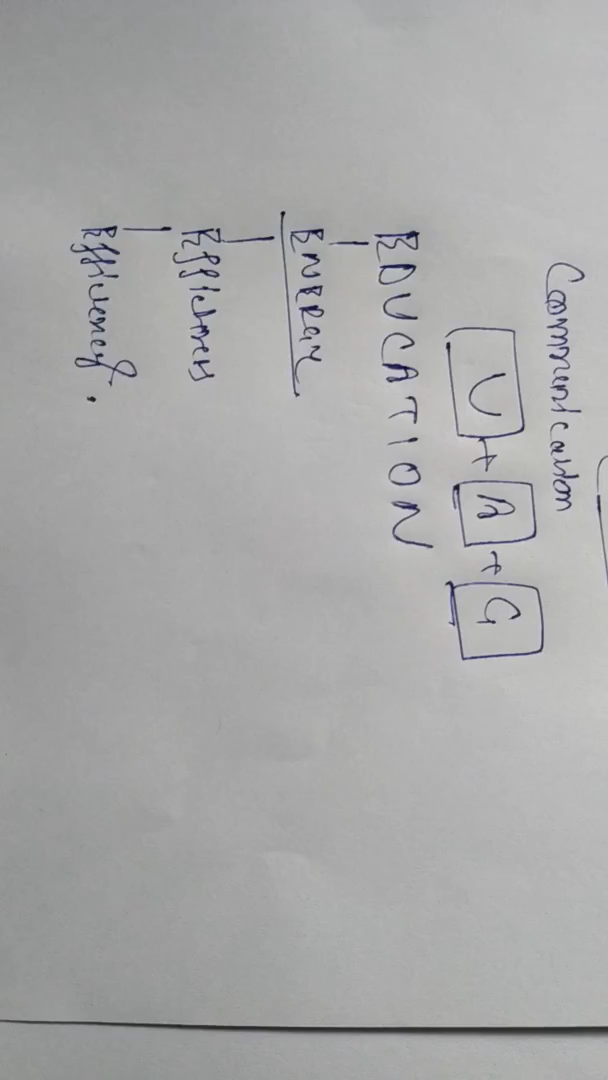 Communication
U + A + G
EDUCATION
ENERGY
Efficiency.